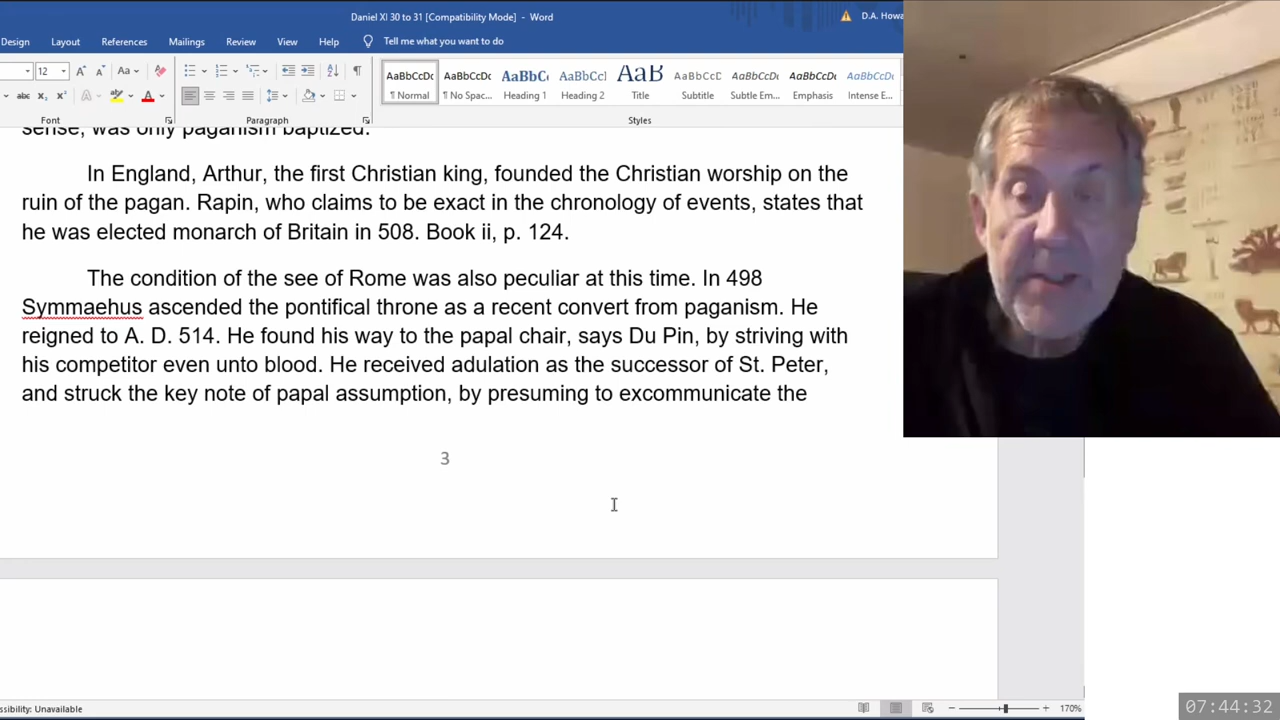 Daniel XI 30 to 31 [Compatibility Mode] - Word
D.A. Howa
Design Layout References Mailings Review View Help Tell me what you want to do
12 Aa
abc x₂ x²
AaBbCcDc AaBbCcDc AaBbCc AaBbCcl AaB AaBbCcD AaBbCcDc AaBbCcDc AaBbCcDc
¶ Normal ¶ No Spac... Heading 1 Heading 2 Title Subtitle Subtle Em... Emphasis Intense E...
Font Paragraph Styles
sense, was only paganism baptized.
In England, Arthur, the first Christian king, founded the Christian worship on the
ruin of the pagan. Rapin, who claims to be exact in the chronology of events, states that
he was elected monarch of Britain in 508. Book ii, p. 124.
The condition of the see of Rome was also peculiar at this time. In 498
Symmaehus ascended the pontifical throne as a recent convert from paganism. He
reigned to A. D. 514. He found his way to the papal chair, says Du Pin, by striving with
his competitor even unto blood. He received adulation as the successor of St. Peter,
and struck the key note of papal assumption, by presuming to excommunicate the
3
ssibility: Unavailable
170%
07:44:32